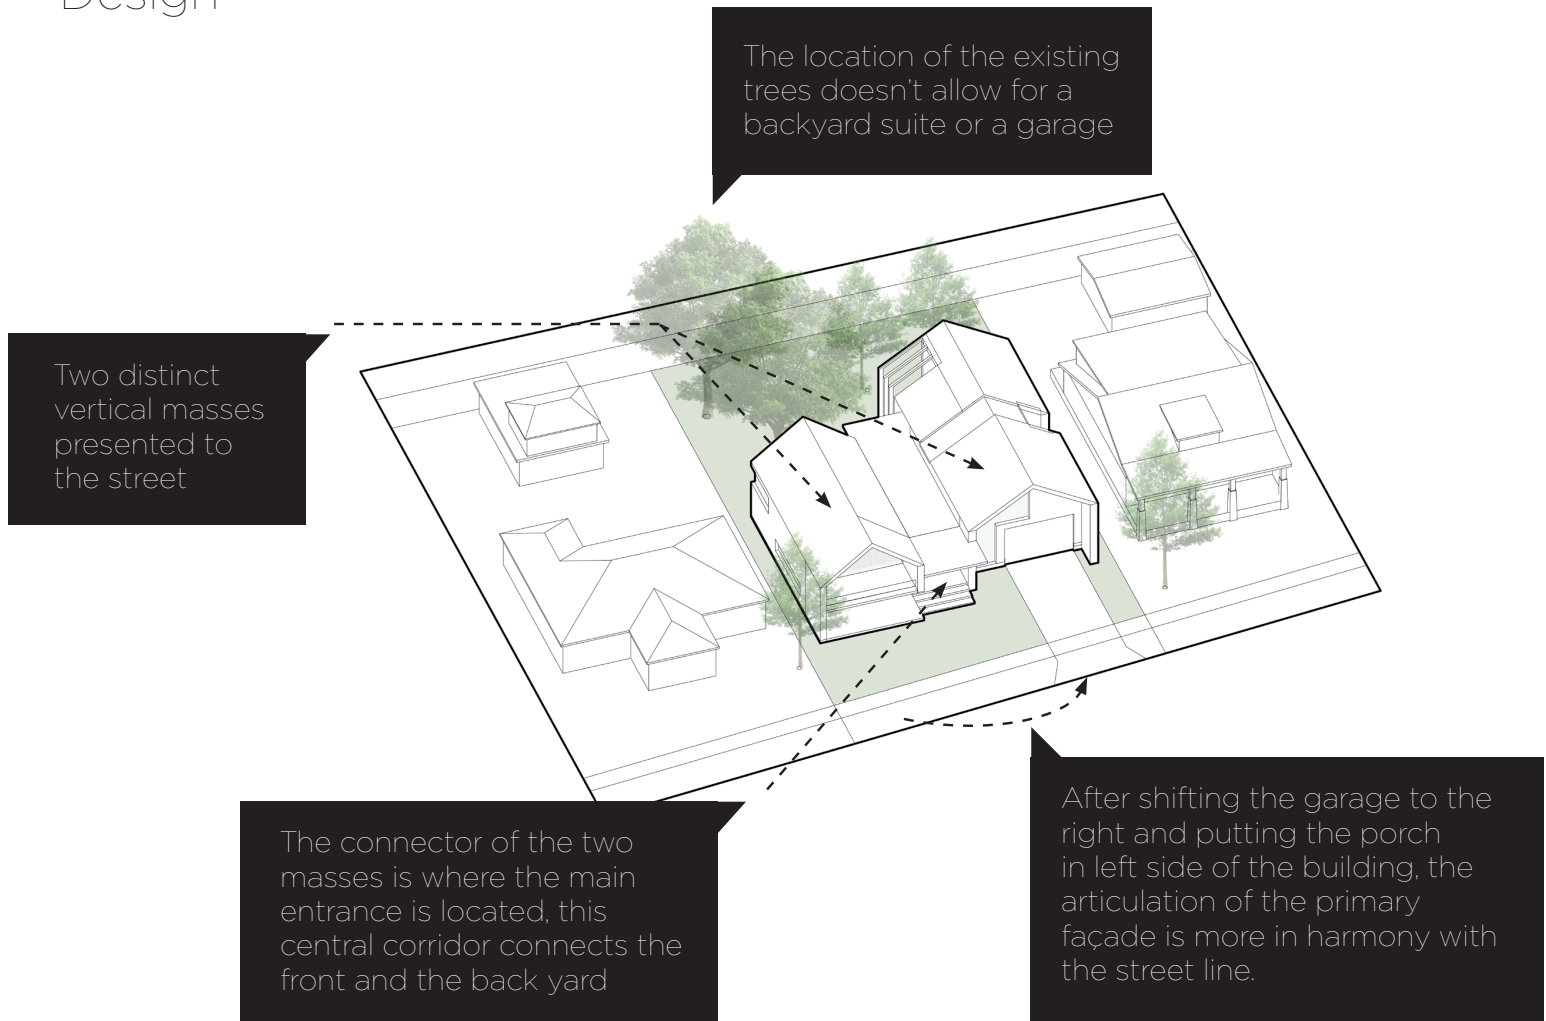 Design
The location of the existing
trees doesn't allow for a
backyard suite or a garage
Two distinct
vertical masses
presented to
the street
The connector of the two
masses is where the main
entrance is located, this
central corridor connects the
front and the back yard
After shifting the garage to the
right and putting the porch
in left side of the building, the
articulation of the primary
façade is more in harmony with
the street line.